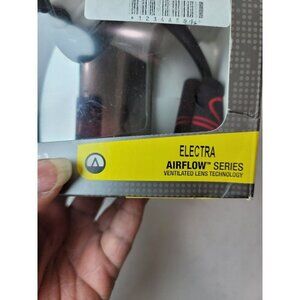 ELECTRA
AIRFLOW™ SERIES
VENTILATED LENS TECHNOLOGY